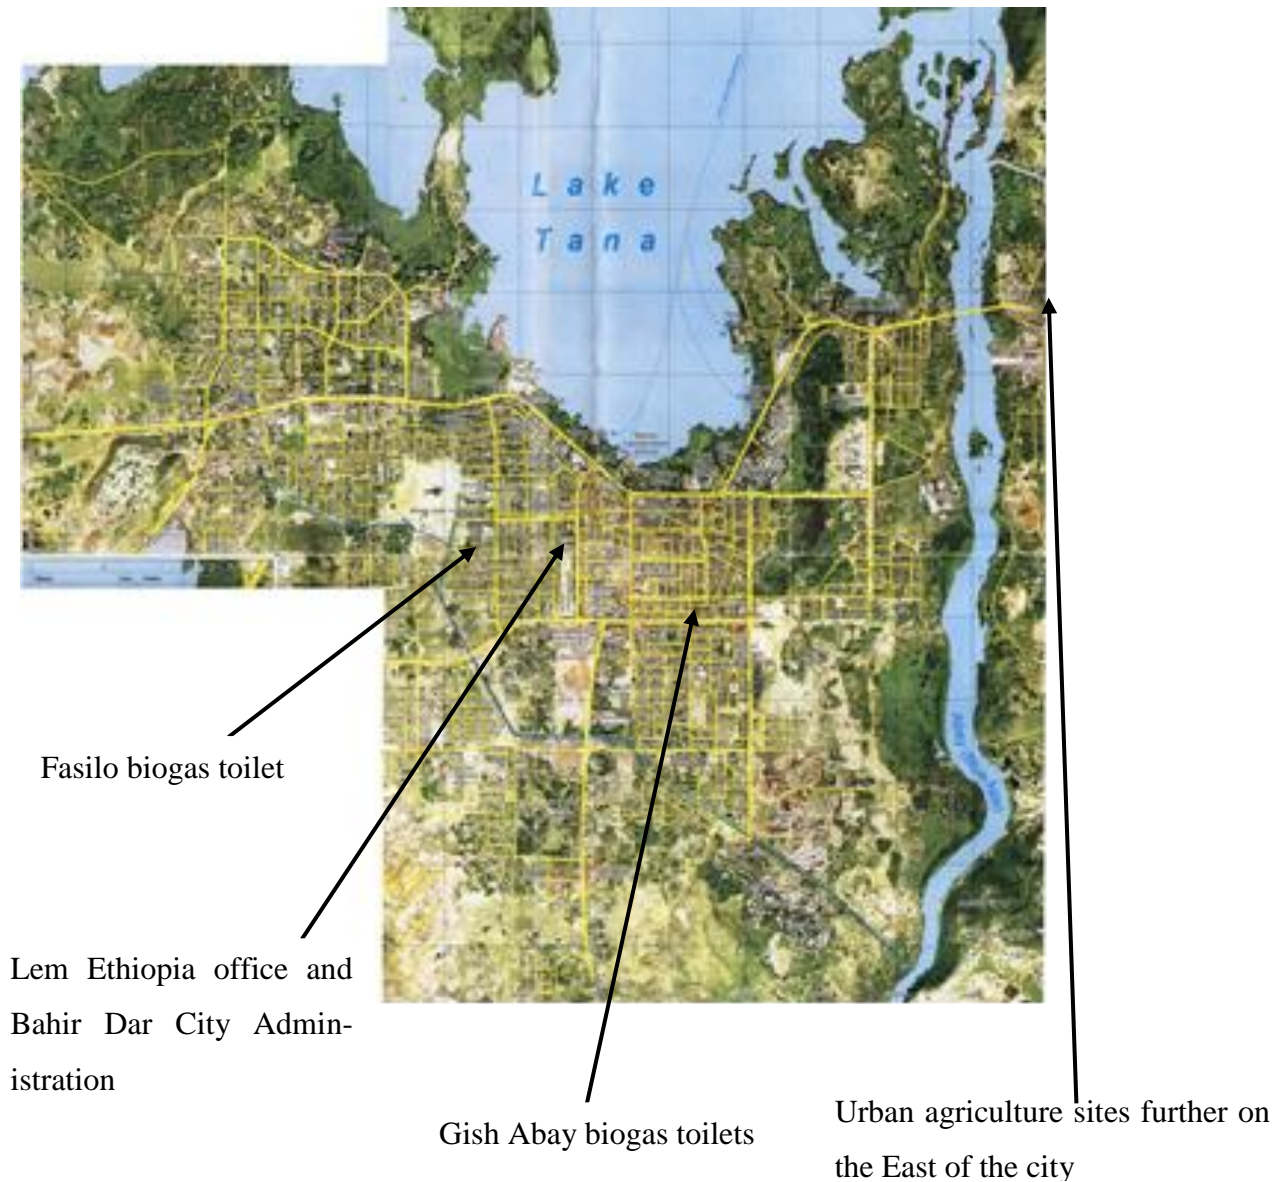 Lake
Tana
Fasilo biogas toilet
Lem Ethiopia office and
Bahir Dar City Admin-
istration
Gish Abay biogas toilets
Urban agriculture sites further on
the East of the city